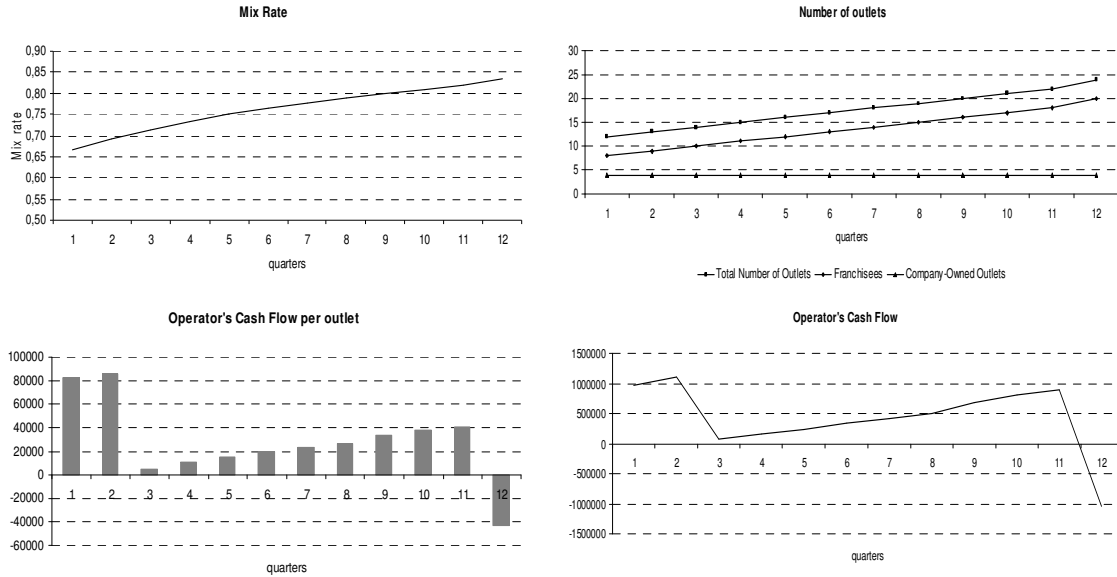 Mix Rate
0,90
0,85
0,80
0,75
0,70
0,65
0,60
0,55
0,50
Mix rate
1 2 3 4 5 6 7 8 9 10 11 12
quarters
Number of outlets
30
25
20
15
10
5
0
1 2 3 4 5 6 7 8 9 10 11 12
quarters
Total Number of Outlets Franchisees Company-Owned Outlets
Operator's Cash Flow per outlet
100000
80000
60000
40000
20000
0
-20000
-40000
-60000
1 2 3 4 5 6 7 8 9 10 11 12
quarters
Operator's Cash Flow
1500000
1000000
500000
0
-500000
-1000000
-1500000
1 2 3 4 5 6 7 8 9 10 11 12
quarters